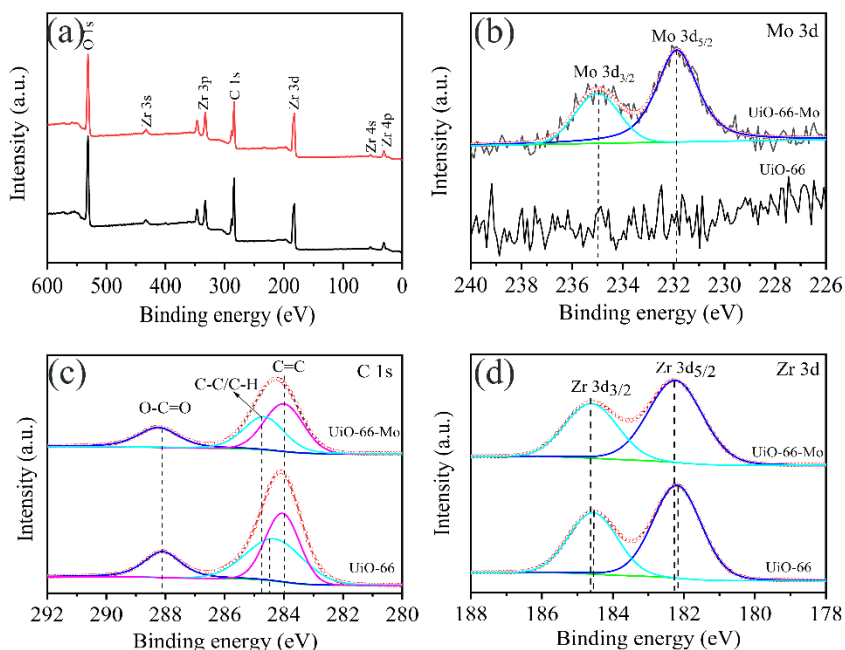 (a)
O 1s
Zr 3s
Zr 3p
C 1s
Zr 3d
Zr 4s
Zr 4p
Intensity (a.u.)
600 500 400 300 200 100 0
Binding energy (eV)
(b)
Mo 3d
Mo 3d5/2
Mo 3d3/2
UiO-66-Mo
UiO-66
Intensity (a.u.)
240 238 236 234 232 230 228 226
Binding energy (eV)
(c)
C 1s
C=C
C-C/C-H
O-C=O
UiO-66-Mo
UiO-66
Intensity (a.u.)
292 290 288 286 284 282 280
Binding energy (eV)
(d)
Zr 3d
Zr 3d5/2
Zr 3d3/2
UiO-66-Mo
UiO-66
Intensity (a.u.)
188 186 184 182 180 178
Binding energy (eV)